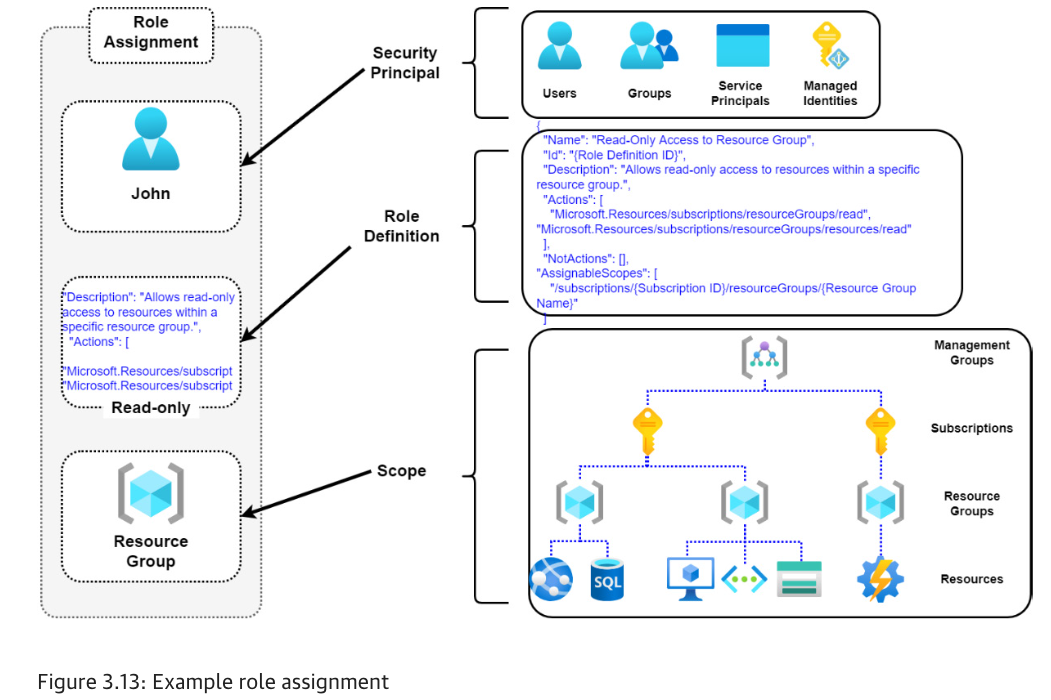 Role
Assignment
John
"Description": "Allows read-only
access to resources within a
specific resource group.",
"Actions": [
"Microsoft.Resources/subscript
"Microsoft.Resources/subscript
Read-only
Resource
Group
Security
Principal
Role
Definition
Scope
Users
Groups
Service
Principals
Managed
Identities
{
"Name": "Read-Only Access to Resource Group",
"Id": "{Role Definition ID}",
"Description": "Allows read-only access to resources within a specific
resource group.",
"Actions": [
"Microsoft.Resources/subscriptions/resourceGroups/read",
"Microsoft.Resources/subscriptions/resourceGroups/resources/read"
],
"NotActions": [],
"AssignableScopes": [
"/subscriptions/{Subscription ID}/resourceGroups/{Resource Group
Name}"
]
Management
Groups
Subscriptions
Resource
Groups
SQL
Resources
Figure 3.13: Example role assignment